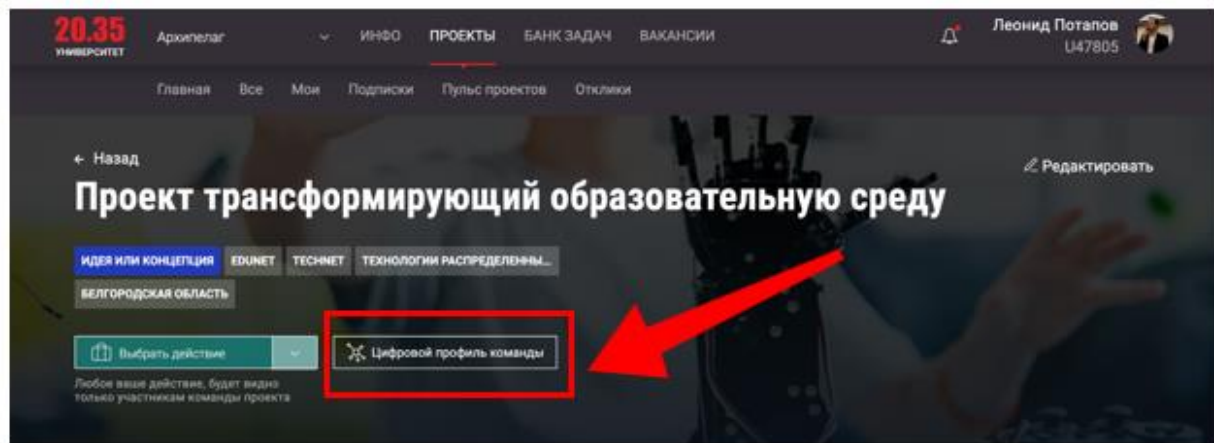 20.35
УНИВЕРСИТЕТ
Архипелаг
ИНФО
ПРОЕКТЫ
БАНК ЗАДАЧ
ВАКАНСИИ
Леонид Потапов
U47805
Главная
Все
Мои
Подписки
Пульс проектов
Отклики
← Назад
Редактировать
Проект трансформирующий образовательную среду
ИДЕЯ ИЛИ КОНЦЕПЦИЯ
EDUNET
TECHNET
ТЕХНОЛОГИИ РАСПРЕДЕЛЕННЫ...
БЕЛГОРОДСКАЯ ОБЛАСТЬ
Выбрать действие
Цифровой профиль команды
Любое ваше действие, будет видно
только участникам команды проекта